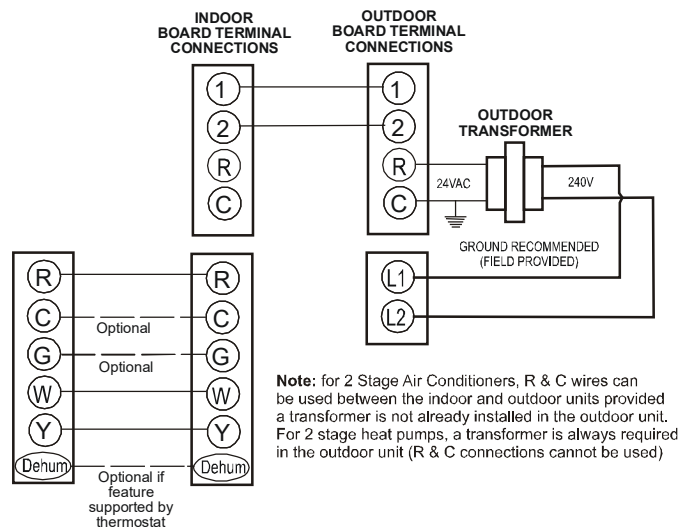 INDOOR
BOARD TERMINAL
CONNECTIONS
OUTDOOR
BOARD TERMINAL
CONNECTIONS
1
2
R
C
1
2
R
C
OUTDOOR
TRANSFORMER
24VAC
240V
GROUND RECOMMENDED
(FIELD PROVIDED)
L1
L2
R
C
G
W
Y
Dehum
Optional
Optional
Optional if
feature
supported by
thermostat
R
C
G
W
Y
Dehum
Note: for 2 Stage Air Conditioners, R & C wires can
be used between the indoor and outdoor units provided
a transformer is not already installed in the outdoor unit.
For 2 stage heat pumps, a transformer is always required
in the outdoor unit (R & C connections cannot be used)